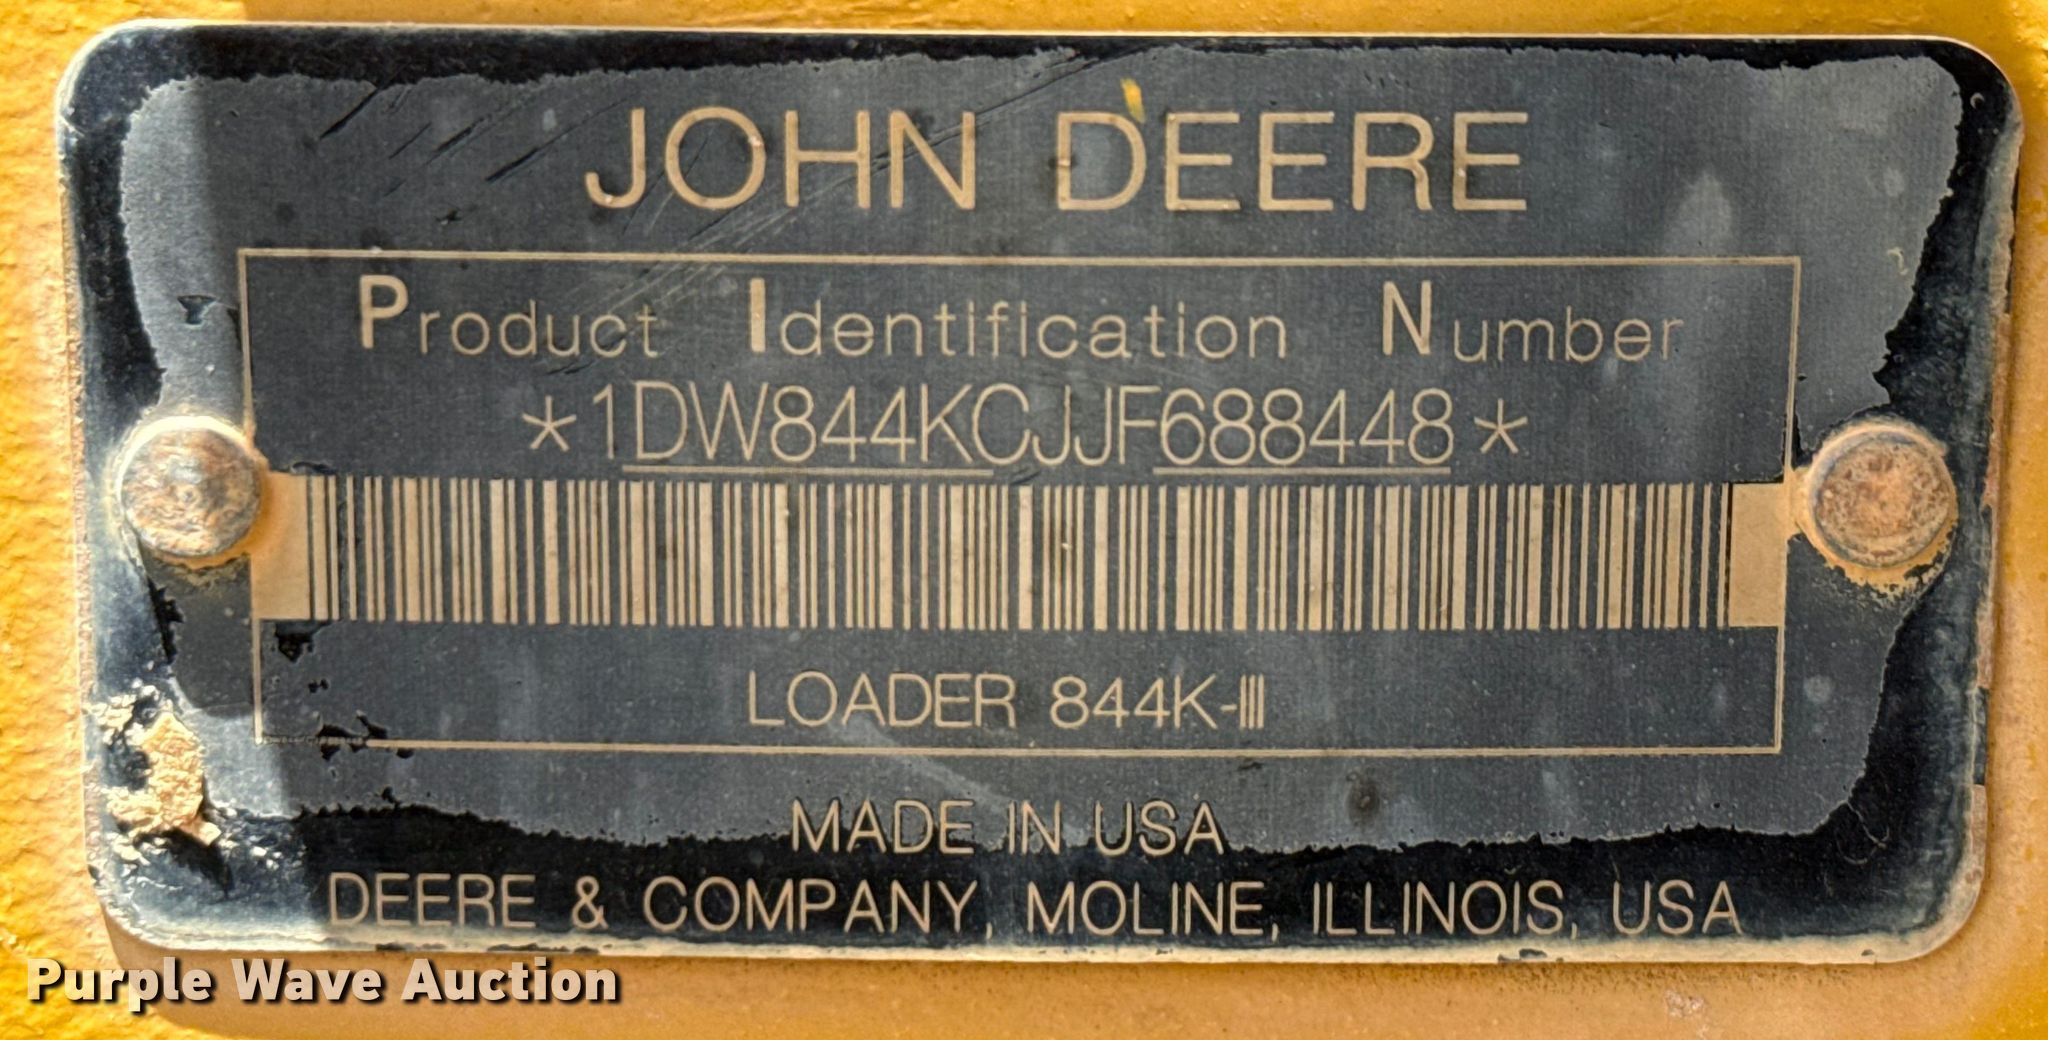 JOHN DEERE
Product Identification Number
*1DW844KCJJF688448*
LOADER 844K-III
MADE IN USA
DEERE & COMPANY, MOLINE, ILLINOIS, USA
Purple Wave Auction